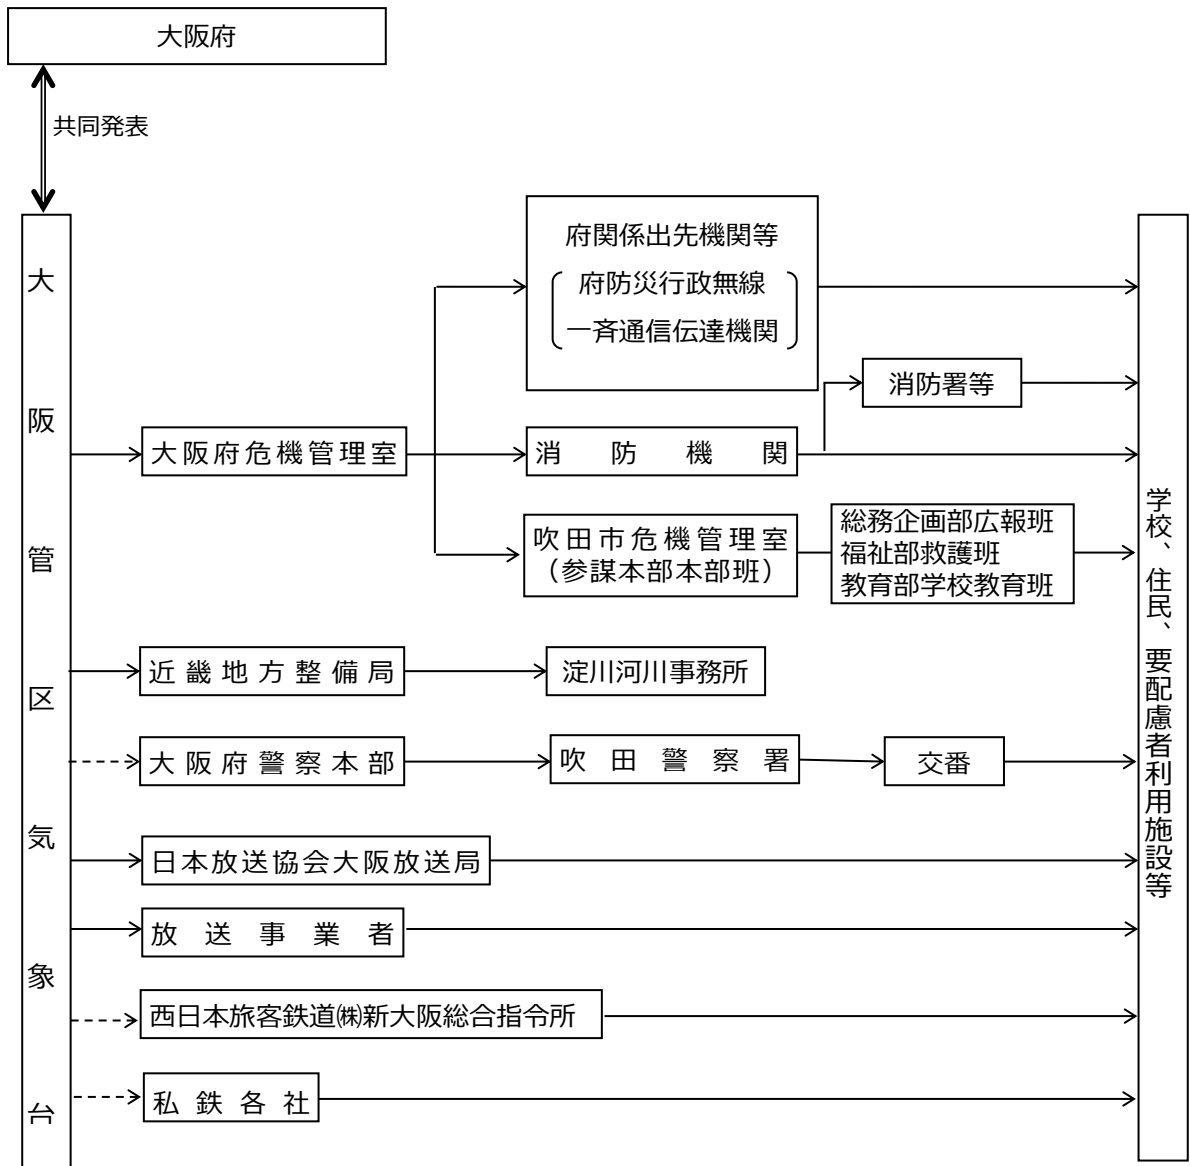 大阪府
共同発表
大阪管区気象台
府関係出先機関等
府防災行政無線
一斉通信伝達機関
消防署等
大阪府危機管理室
消防機関
吹田市危機管理室
（参謀本部本部班）
総務企画部広報班
福祉部救護班
教育部学校教育班
近畿地方整備局
淀川河川事務所
大阪府警察本部
吹田警察署
交番
日本放送協会大阪放送局
放送事業者
西日本旅客鉄道㈱新大阪総合指令所
私鉄各社
学校、住民、要配慮者利用施設等